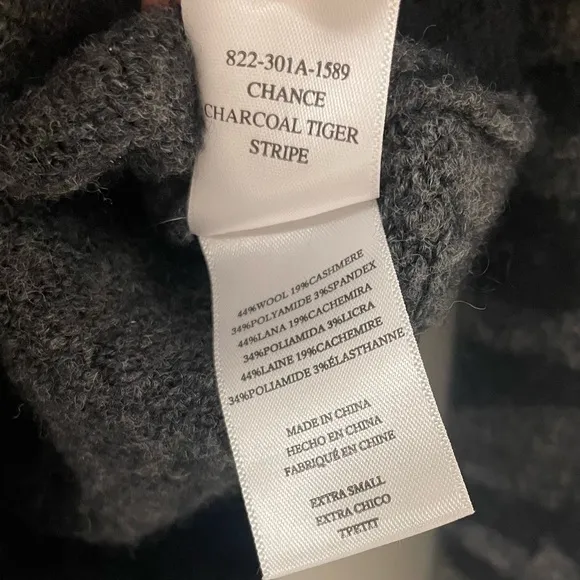 822-301A-1589
CHANCE
CHARCOAL TIGER
STRIPE
44%WOOL 19%CASHMERE
34%POLYAMIDE 3%SPANDEX
44%LANA 19%CACHEMIRA
34%POLIAMIDA 3%LICRA
44%LAINE 19%CACHEMIRE
34%POLIAMIDE 3%ÉLASTHANNE
MADE IN CHINA
HECHO EN CHINA
FABRIQUÉ EN CHINE
EXTRA SMALL
EXTRA CHICO
TPETIT